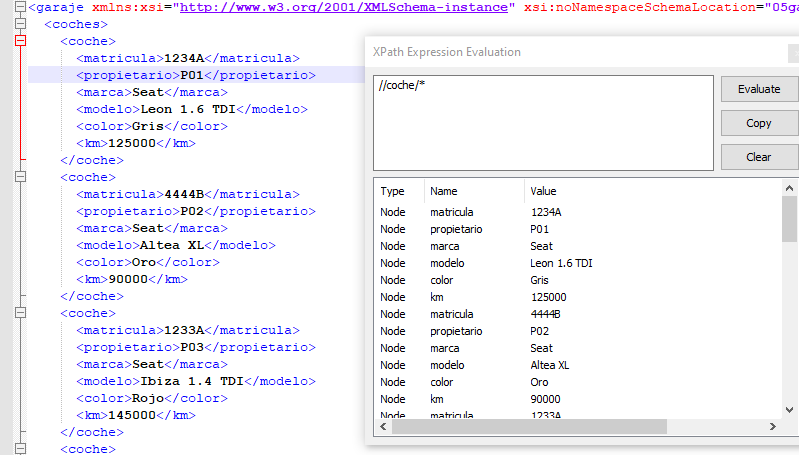 <garaje xmlns:xsi="http://www.w3.org/2001/XMLSchema-instance" xsi:noNamespaceSchemaLocation="05ga
<coches>
<coche>
<matricula>1234A</matricula>
<propietario>P01</propietario>
<marca>Seat</marca>
<modelo>Leon 1.6 TDI</modelo>
<color>Gris</color>
<km>125000</km>
</coche>
<coche>
<matricula>4444B</matricula>
<propietario>P02</propietario>
<marca>Seat</marca>
<modelo>Altea XL</modelo>
<color>Oro</color>
<km>90000</km>
</coche>
<coche>
<matricula>1233A</matricula>
<propietario>P03</propietario>
<marca>Seat</marca>
<modelo>Ibiza 1.4 TDI</modelo>
<color>Rojo</color>
<km>145000</km>
</coche>
<coche>
XPath Expression Evaluation
//coche/*
Evaluate
Copy
Clear
Type Name Value
Node matricula 1234A
Node propietario P01
Node marca Seat
Node modelo Leon 1.6 TDI
Node color Gris
Node km 125000
Node matricula 4444B
Node propietario P02
Node marca Seat
Node modelo Altea XL
Node color Oro
Node km 90000
Node matricula 1233A